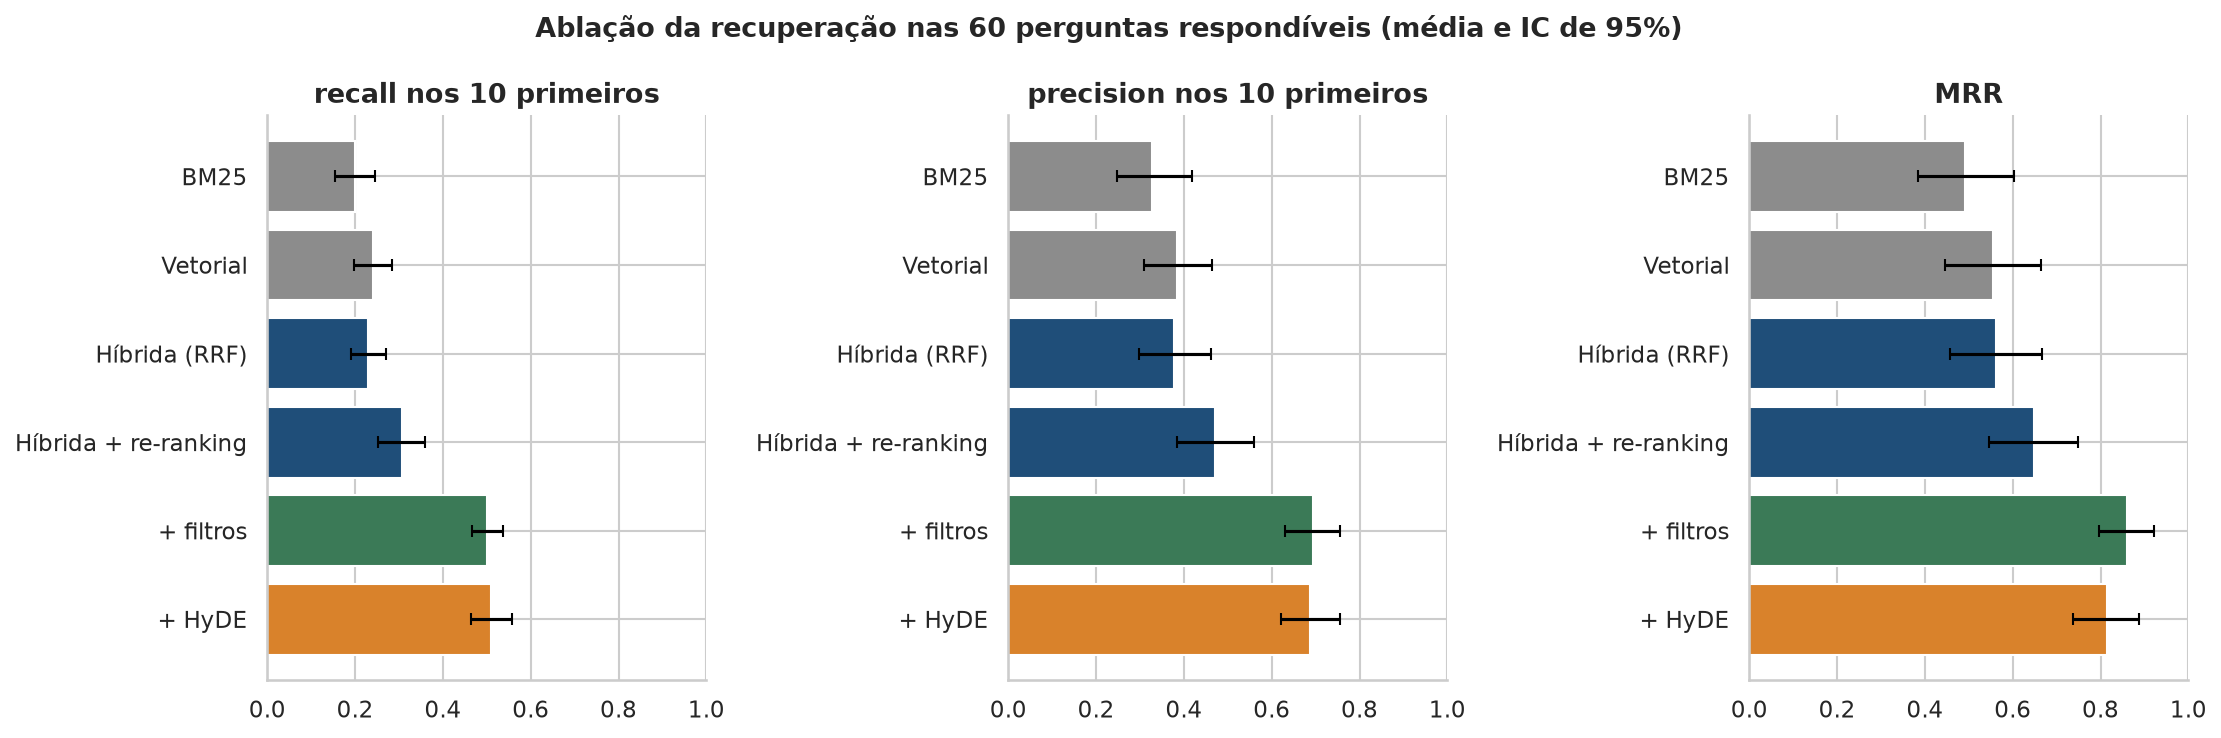 Ablação da recuperação nas 60 perguntas respondíveis (média e IC de 95%)
recall nos 10 primeiros
BM25
Vetorial
Híbrida (RRF)
Híbrida + re-ranking
+ filtros
+ HyDE
0.0 0.2 0.4 0.6 0.8 1.0
precision nos 10 primeiros
BM25
Vetorial
Híbrida (RRF)
Híbrida + re-ranking
+ filtros
+ HyDE
0.0 0.2 0.4 0.6 0.8 1.0
MRR
BM25
Vetorial
Híbrida (RRF)
Híbrida + re-ranking
+ filtros
+ HyDE
0.0 0.2 0.4 0.6 0.8 1.0